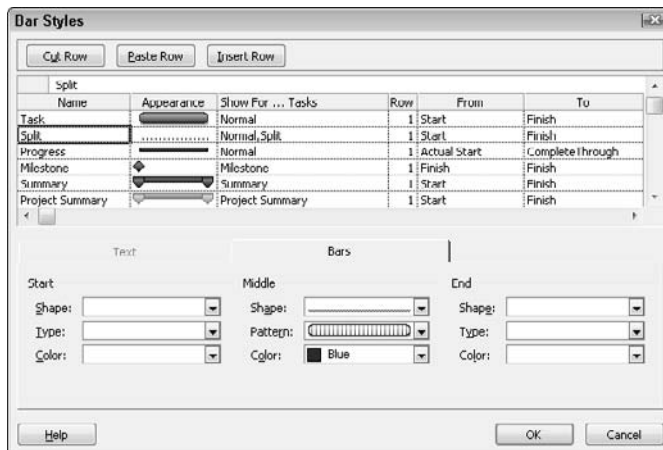 Bar Styles
Cut Row Paste Row Insert Row
Split
Name Appearance Show For ... Tasks Row From To
Task Normal 1 Start Finish
Split Normal,Split 1 Start Finish
Progress Normal 1 Actual Start CompleteThrough
Milestone Milestone 1 Finish Finish
Summary Summary 1 Start Finish
Project Summary Project Summary 1 Start Finish
Text Bars
Start Middle End
Shape: Shape: Shape:
Type: Pattern: Type:
Color: Color: Blue Color:
Help OK Cancel